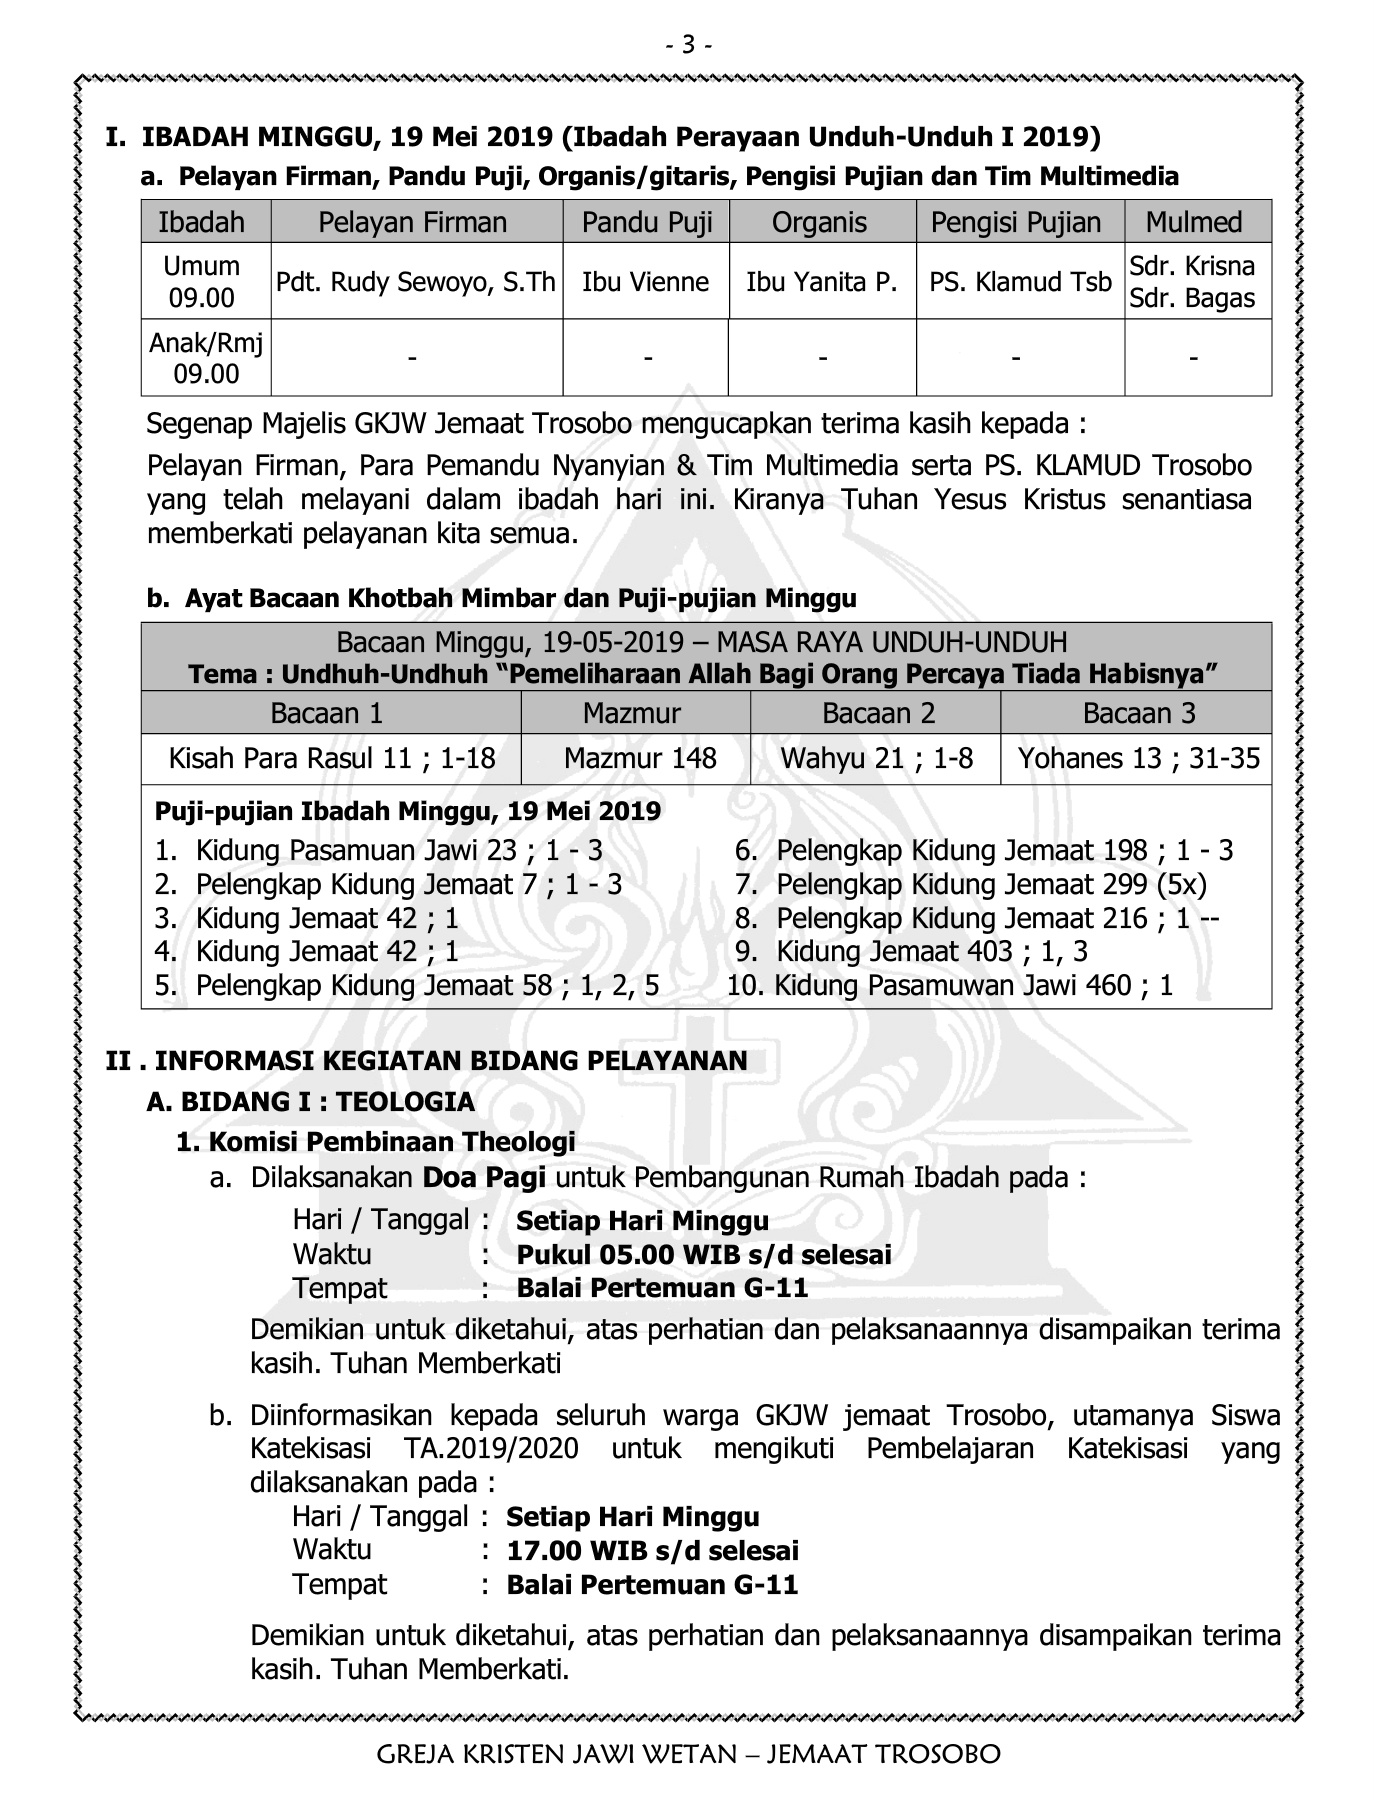 - 3 -
I. IBADAH MINGGU, 19 Mei 2019 (Ibadah Perayaan Unduh-Unduh I 2019)
a. Pelayan Firman, Pandu Puji, Organis/gitaris, Pengisi Pujian dan Tim Multimedia
Ibadah Pelayan Firman Pandu Puji Organis Pengisi Pujian Mulmed
Umum 09.00 Pdt. Rudy Sewoyo, S.Th Ibu Vienne Ibu Yanita P. PS. Klamud Tsb Sdr. Krisna Sdr. Bagas
Anak/Rmj 09.00 - - - - -
Segenap Majelis GKJW Jemaat Trosobo mengucapkan terima kasih kepada :
Pelayan Firman, Para Pemandu Nyanyian & Tim Multimedia serta PS. KLAMUD Trosobo
yang telah melayani dalam ibadah hari ini. Kiranya Tuhan Yesus Kristus senantiasa
memberkati pelayanan kita semua.
b. Ayat Bacaan Khotbah Mimbar dan Puji-pujian Minggu
Bacaan Minggu, 19-05-2019 – MASA RAYA UNDUH-UNDUH
Tema : Undhuh-Undhuh “Pemeliharaan Allah Bagi Orang Percaya Tiada Habisnya”
Bacaan 1 Mazmur Bacaan 2 Bacaan 3
Kisah Para Rasul 11 ; 1-18 Mazmur 148 Wahyu 21 ; 1-8 Yohanes 13 ; 31-35
Puji-pujian Ibadah Minggu, 19 Mei 2019
1. Kidung Pasamuan Jawi 23 ; 1 - 3
2. Pelengkap Kidung Jemaat 7 ; 1 - 3
3. Kidung Jemaat 42 ; 1
4. Kidung Jemaat 42 ; 1
5. Pelengkap Kidung Jemaat 58 ; 1, 2, 5
6. Pelengkap Kidung Jemaat 198 ; 1 - 3
7. Pelengkap Kidung Jemaat 299 (5x)
8. Pelengkap Kidung Jemaat 216 ; 1 --
9. Kidung Jemaat 403 ; 1, 3
10. Kidung Pasamuwan Jawi 460 ; 1
II . INFORMASI KEGIATAN BIDANG PELAYANAN
A. BIDANG I : TEOLOGIA
1. Komisi Pembinaan Theologi
a. Dilaksanakan Doa Pagi untuk Pembangunan Rumah Ibadah pada :
Hari / Tanggal : Setiap Hari Minggu
Waktu : Pukul 05.00 WIB s/d selesai
Tempat : Balai Pertemuan G-11
Demikian untuk diketahui, atas perhatian dan pelaksanaannya disampaikan terima
kasih. Tuhan Memberkati
b. Diinformasikan kepada seluruh warga GKJW jemaat Trosobo, utamanya Siswa
Katekisasi TA.2019/2020 untuk mengikuti Pembelajaran Katekisasi yang
dilaksanakan pada :
Hari / Tanggal : Setiap Hari Minggu
Waktu : 17.00 WIB s/d selesai
Tempat : Balai Pertemuan G-11
Demikian untuk diketahui, atas perhatian dan pelaksanaannya disampaikan terima
kasih. Tuhan Memberkati.
GREJA KRISTEN JAWI WETAN – JEMAAT TROSOBO